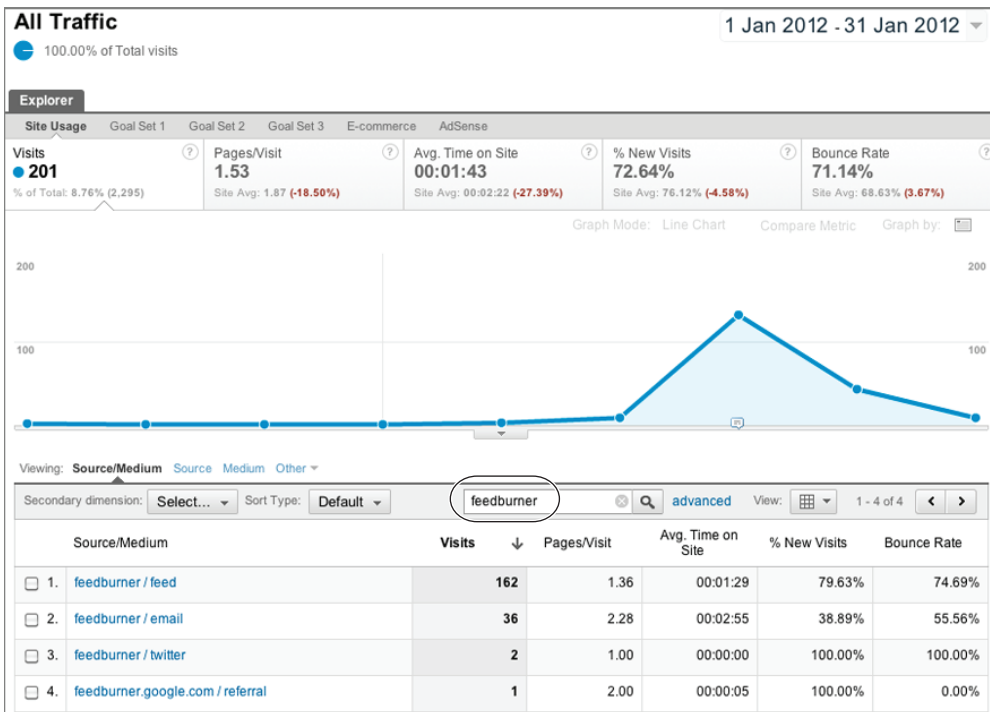 All Traffic
1 Jan 2012 - 31 Jan 2012
100.00% of Total visits
Explorer
Site Usage Goal Set 1 Goal Set 2 Goal Set 3 E-commerce AdSense
Visits ? Pages/Visit ? Avg. Time on Site ? % New Visits ? Bounce Rate ?
201 1.53 00:01:43 72.64% 71.14%
% of Total: 8.76% (2,295) Site Avg: 1.87 (-18.50%) Site Avg: 00:02:22 (-27.39%) Site Avg: 76.12% (-4.58%) Site Avg: 68.63% (3.67%)
Graph Mode: Line Chart Compare Metric Graph by:
200 200
100 100
Viewing: Source/Medium Source Medium Other
Secondary dimension: Select... Sort Type: Default feedburner advanced View: 1 - 4 of 4
Source/Medium Visits Pages/Visit Avg. Time on Site % New Visits Bounce Rate
1. feedburner / feed 162 1.36 00:01:29 79.63% 74.69%
2. feedburner / email 36 2.28 00:02:55 38.89% 55.56%
3. feedburner / twitter 2 1.00 00:00:00 100.00% 100.00%
4. feedburner.google.com / referral 1 2.00 00:00:05 100.00% 0.00%